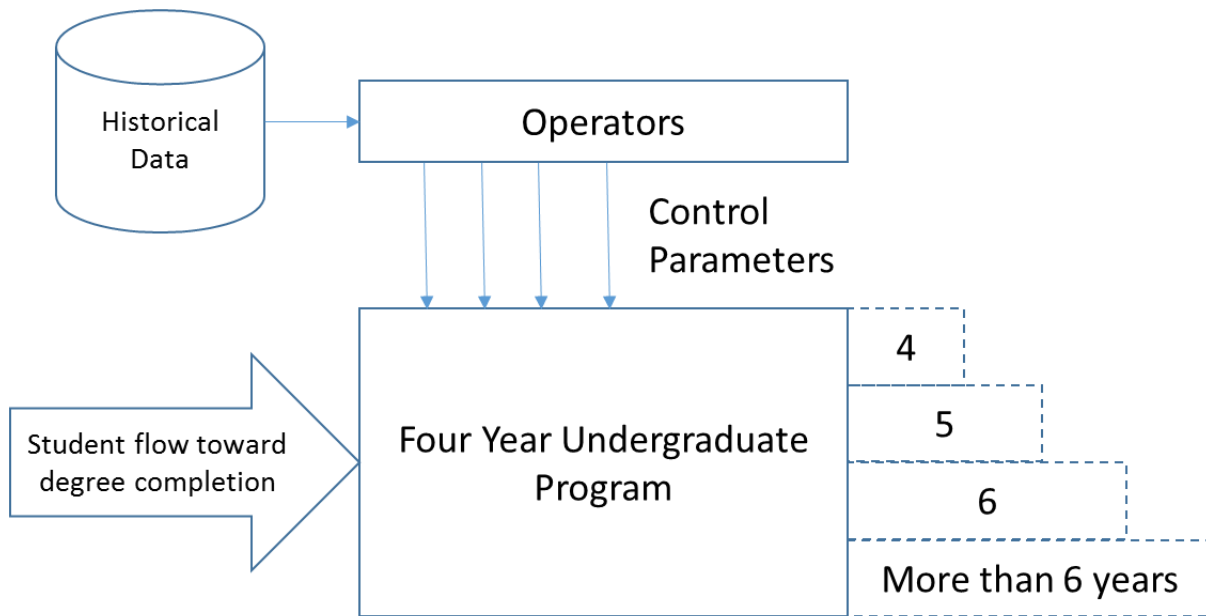 Historical
Data
Operators
Control
Parameters
Student flow toward
degree completion
Four Year Undergraduate
Program
4
5
6
More than 6 years